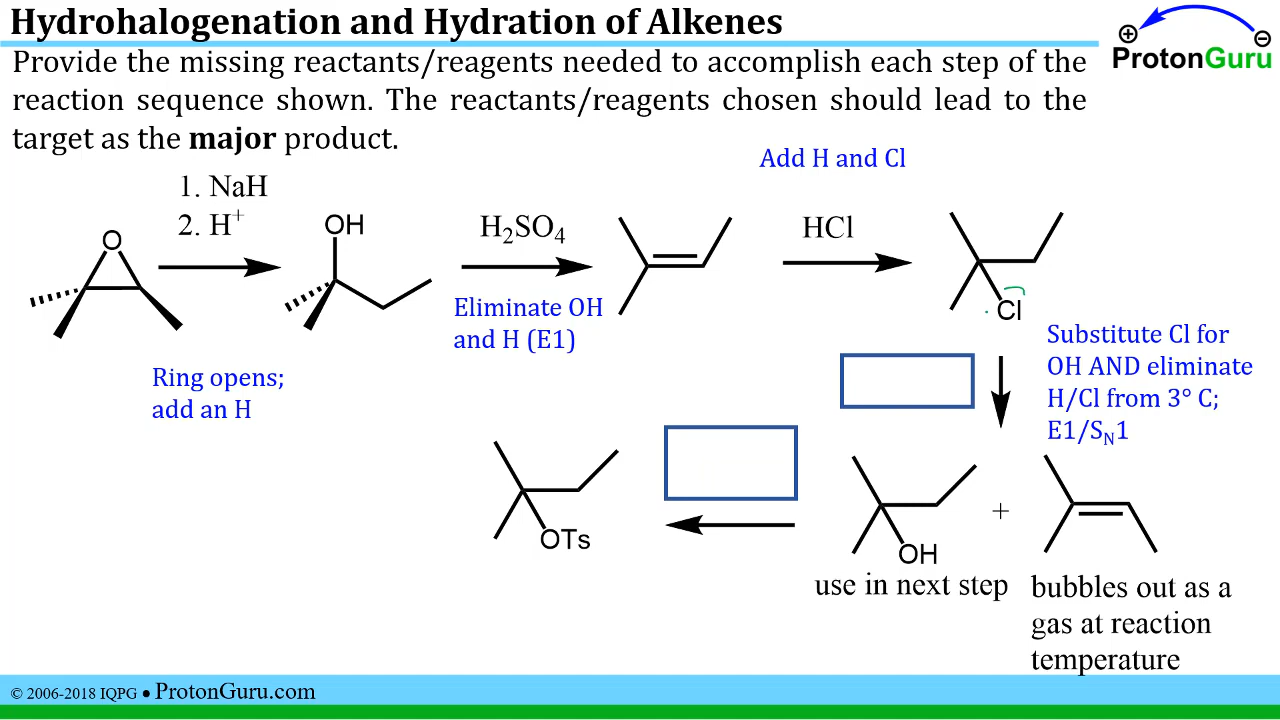 Hydrohalogenation and Hydration of Alkenes
ProtonGuru
Provide the missing reactants/reagents needed to accomplish each step of the
reaction sequence shown. The reactants/reagents chosen should lead to the
target as the major product.
Add H and Cl
1. NaH
2. H+
H2SO4
HCl
O
OH
Cl
Eliminate OH
and H (E1)
Ring opens;
add an H
Substitute Cl for
OH AND eliminate
H/Cl from 3° C;
E1/SN1
OTs
OH
+
use in next step
bubbles out as a
gas at reaction
temperature
© 2006-2018 IQPG ● ProtonGuru.com